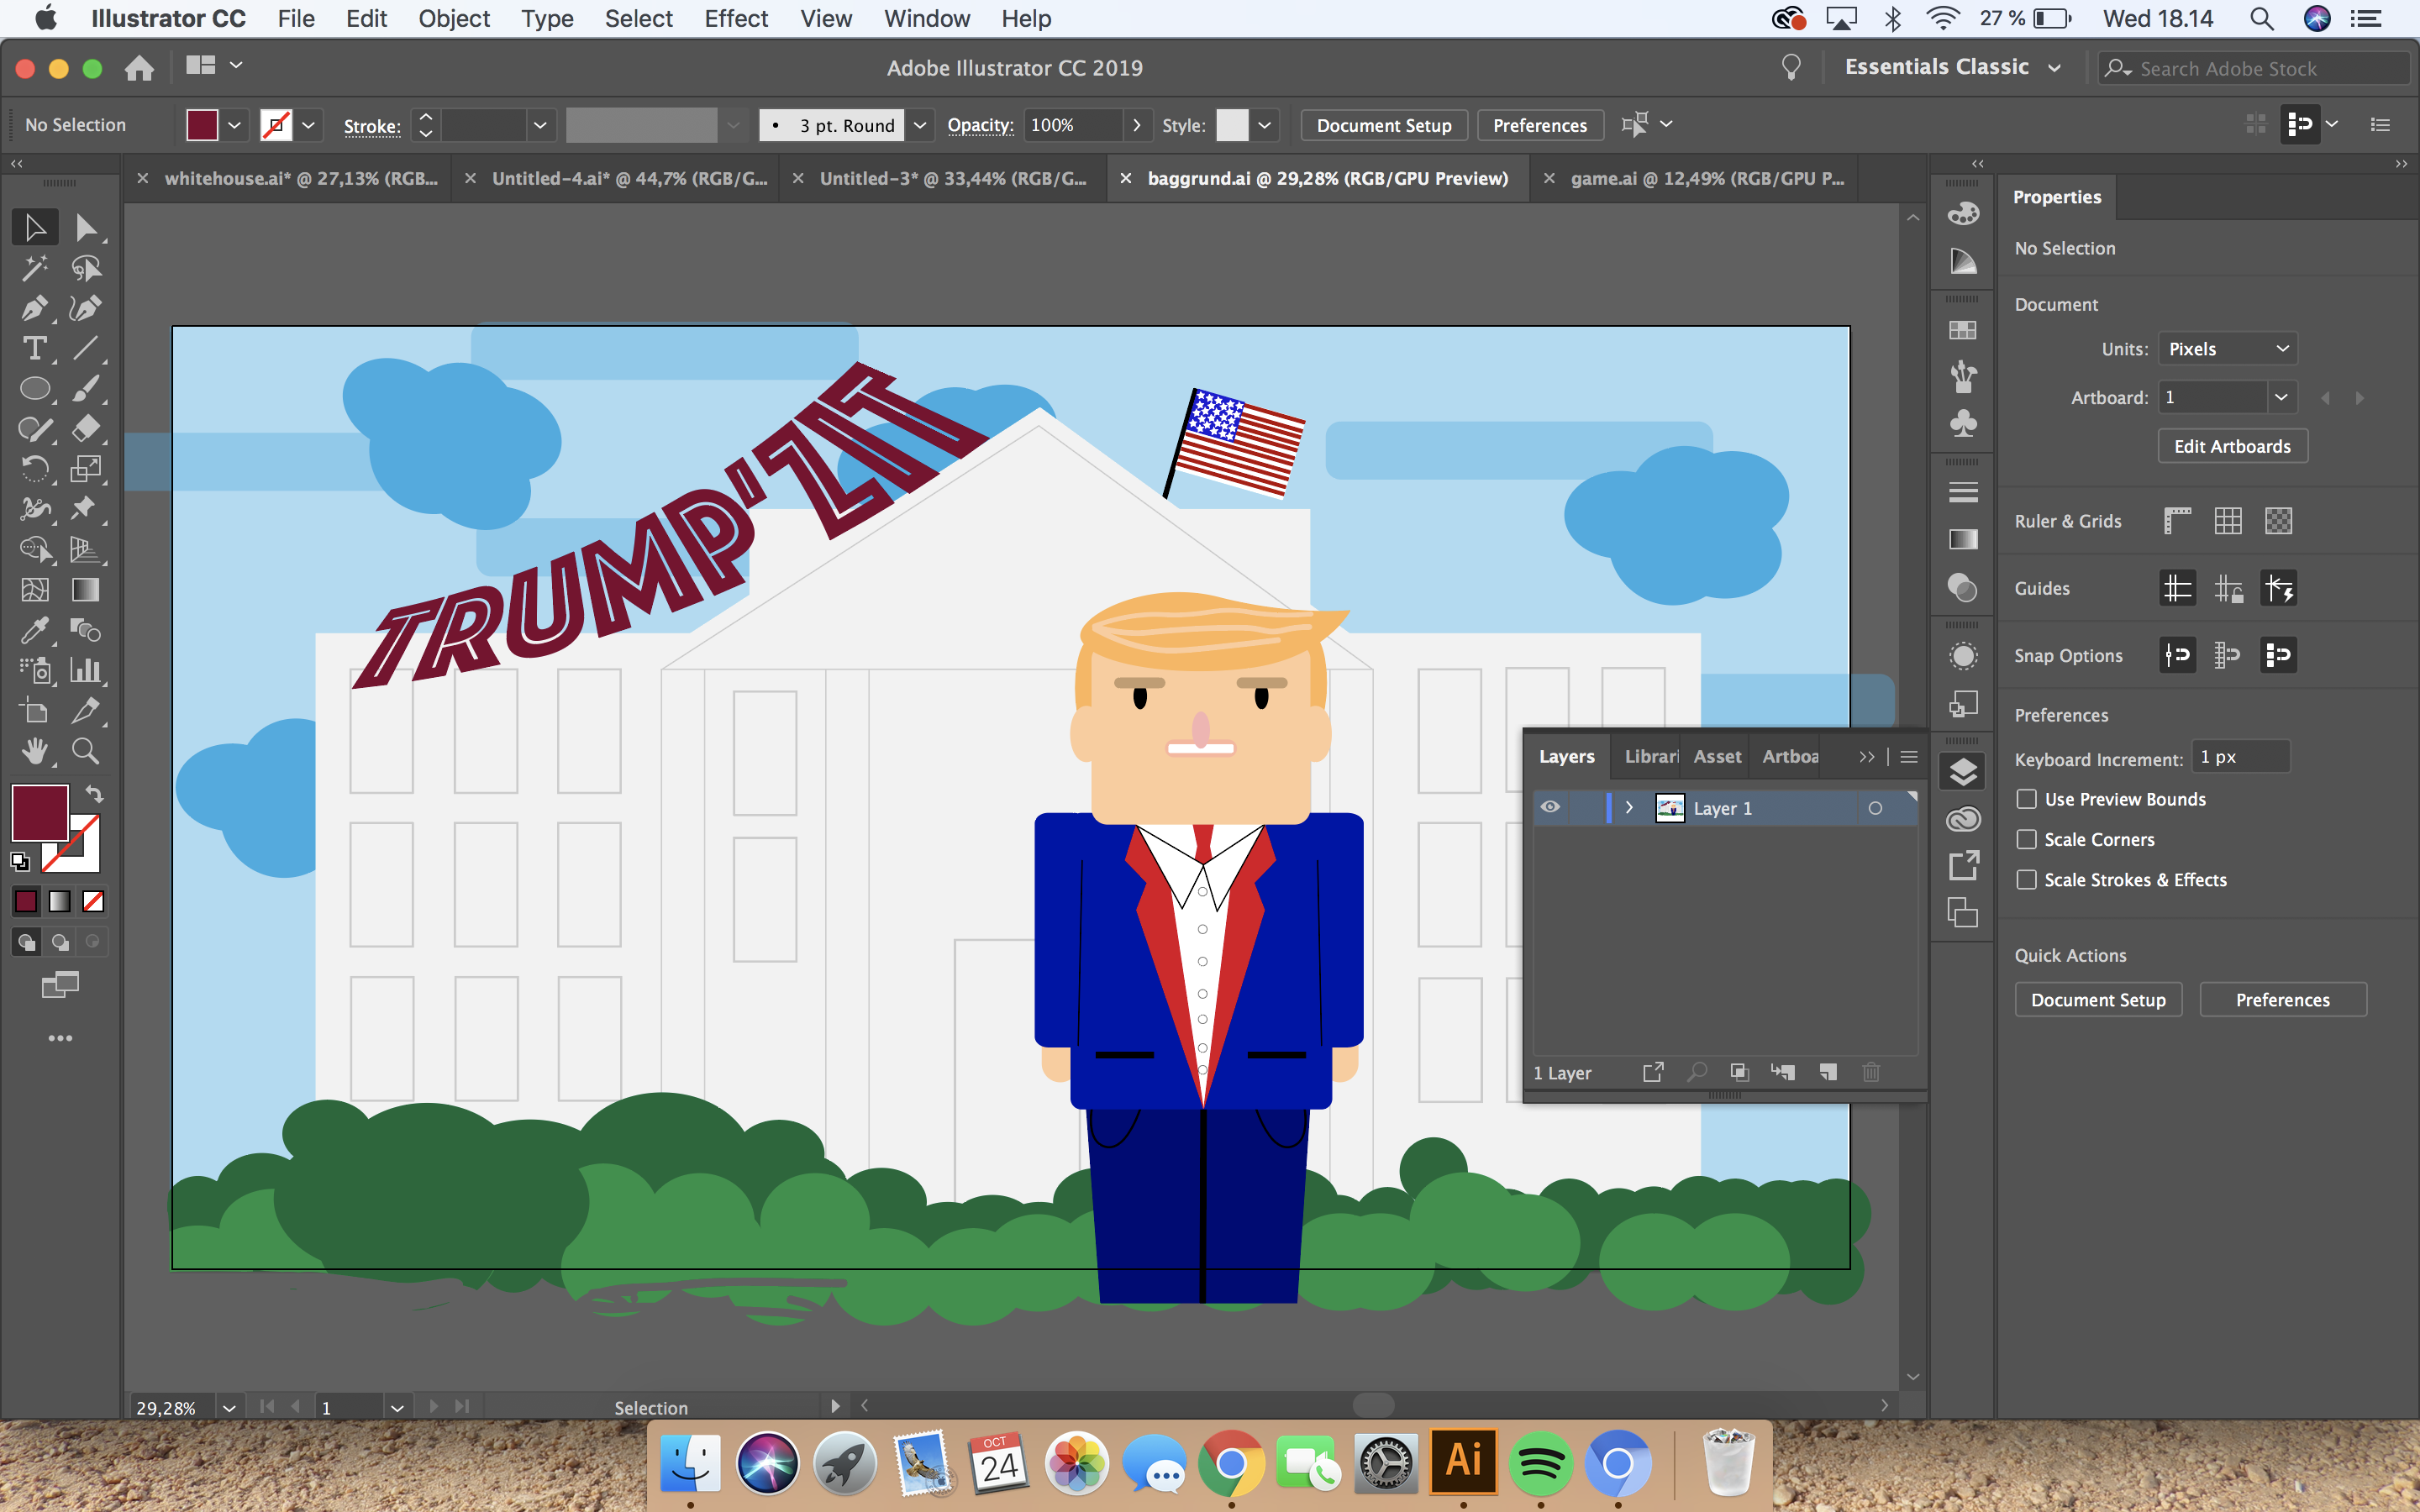 Illustrator CC File Edit Object Type Select Effect View Window Help 27 % Wed 18.14
Adobe Illustrator CC 2019 Essentials Classic Search Adobe Stock
No Selection Stroke: 3 pt. Round Opacity: 100% Style: Document Setup Preferences
whitehouse.ai* @ 27,13% (RGB... Untitled-4.ai* @ 44,7% (RGB/G... Untitled-3* @ 33,44% (RGB/G... baggrund.ai @ 29,28% (RGB/GPU Preview) game.ai @ 12,49% (RGB/GPU P...
Properties
No Selection
Document
Units: Pixels
Artboard: 1
Edit Artboards
Ruler & Grids
Guides
Snap Options
Preferences
Keyboard Increment: 1 px
Use Preview Bounds
Scale Corners
Scale Strokes & Effects
Quick Actions
Document Setup Preferences
TRUMP'ZIT
Layers Librari Asset Artboa
Layer 1
1 Layer
29,28% 1 Selection
OCT
24
Ai